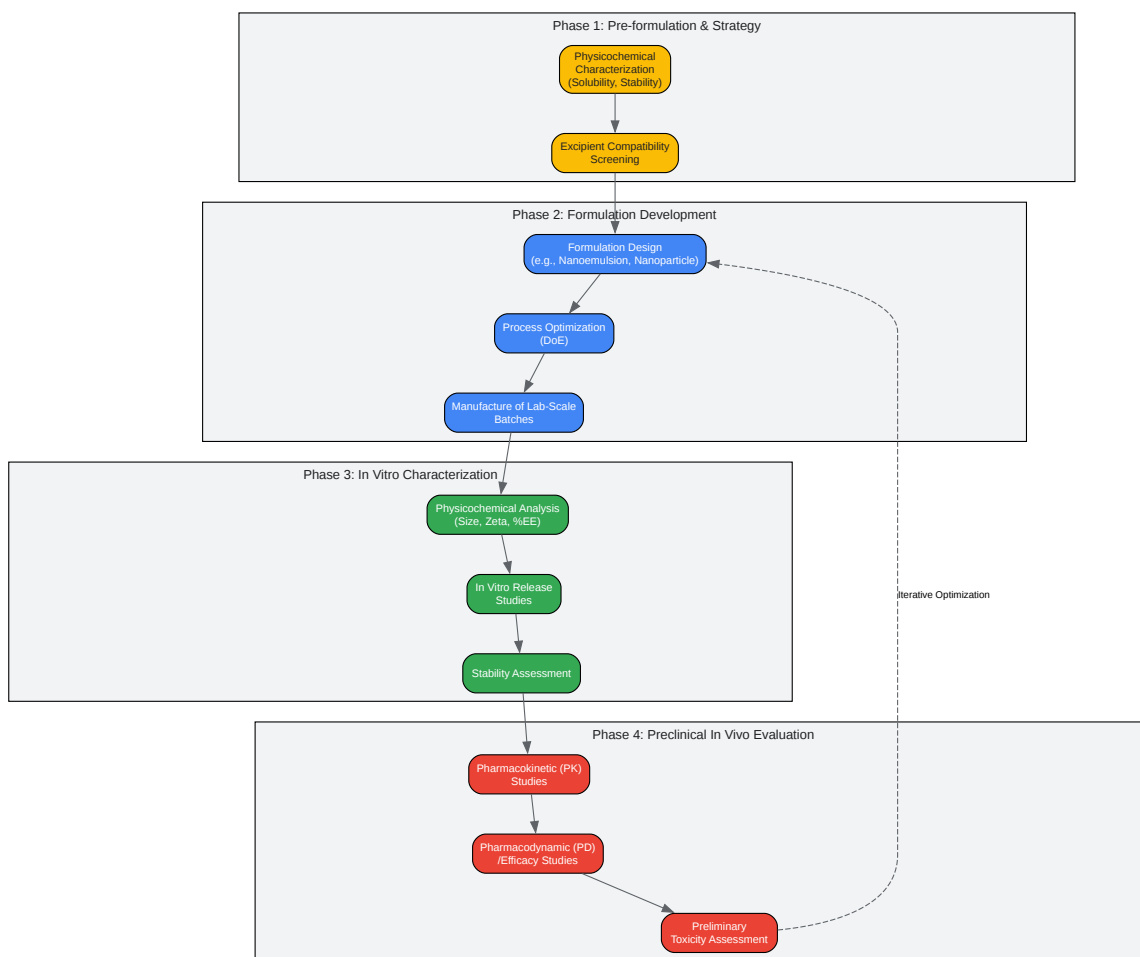 Phase 1: Pre-formulation & Strategy
Physicochemical
Characterization
(Solubility, Stability)
Excipient Compatibility
Screening
Phase 2: Formulation Development
Formulation Design
(e.g., Nanoemulsion, Nanoparticle)
Process Optimization
(DoE)
Manufacture of Lab-Scale
Batches
Phase 3: In Vitro Characterization
Physicochemical Analysis
(Size, Zeta, %EE)
In Vitro Release
Studies
Iterative Optimization
Stability Assessment
Phase 4: Preclinical In Vivo Evaluation
Pharmacokinetic (PK)
Studies
Pharmacodynamic (PD)
/Efficacy Studies
Preliminary
Toxicity Assessment